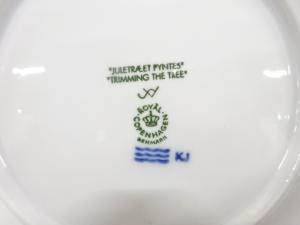 "JULETRÆET PYNTES"
"TRIMMING THE TREE"
ROYAL
COPENHAGEN
DENMARK
KJ